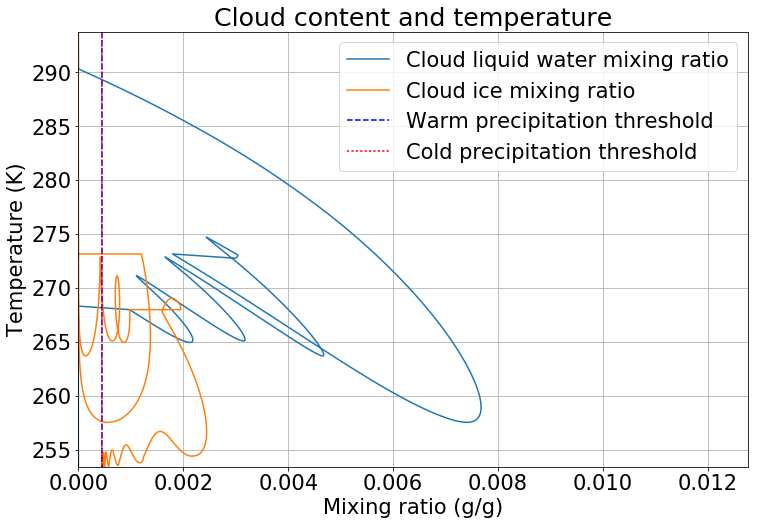 Cloud content and temperature
Cloud liquid water mixing ratio
Cloud ice mixing ratio
Warm precipitation threshold
Cold precipitation threshold
Temperature (K)
290
285
280
275
270
265
260
255
0.000 0.002 0.004 0.006 0.008 0.010 0.012
Mixing ratio (g/g)